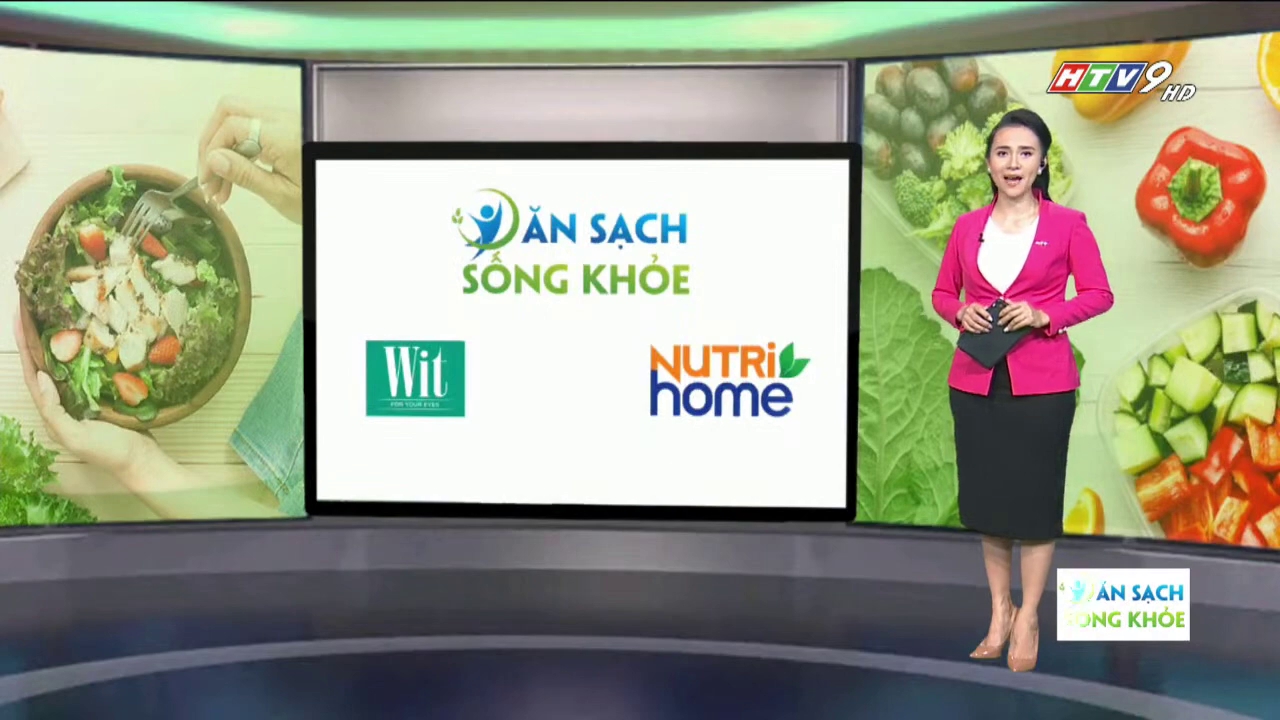 HTV9
HD
ĂN SẠCH
SỐNG KHỎE
Wit
FOR YOUR EYES
NUTRi
home
ĂN SẠCH
SỐNG KHỎE